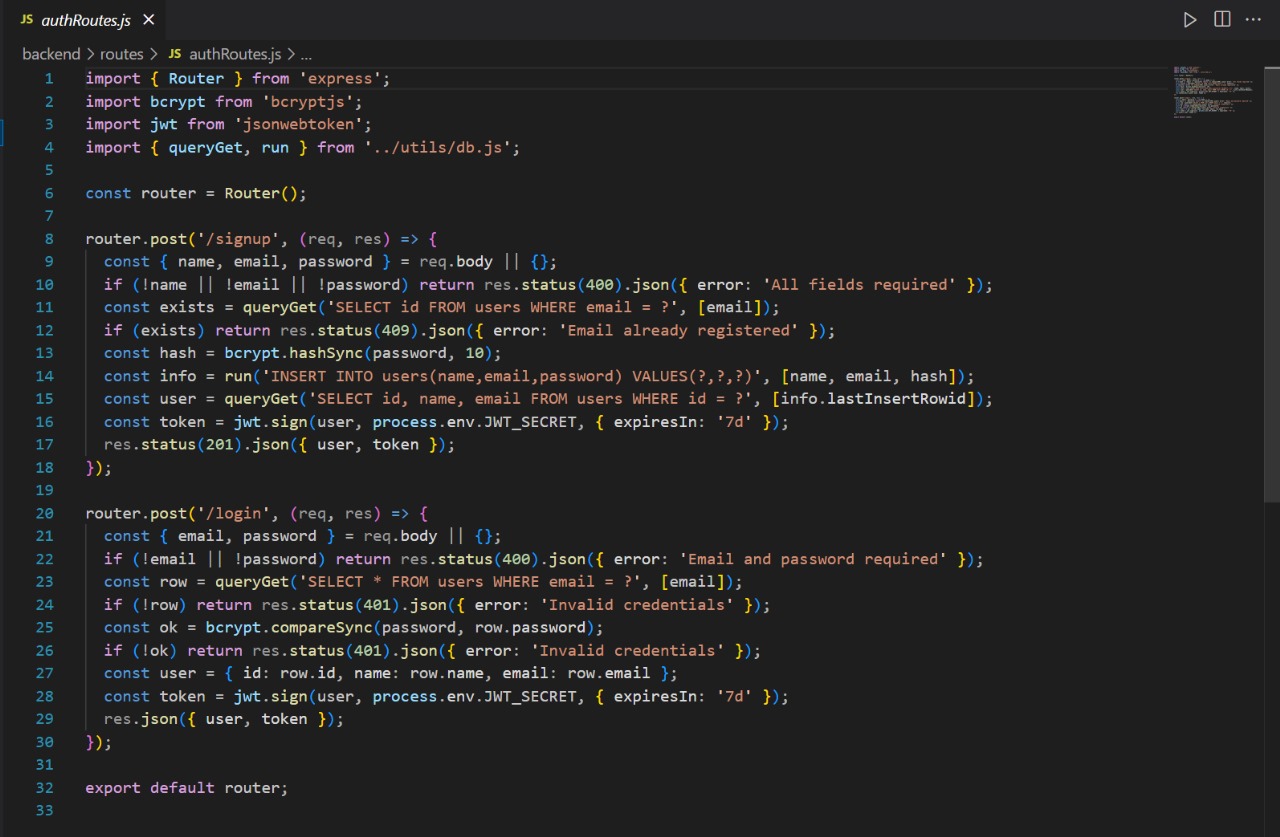 JS authRoutes.js ×
backend > routes > JS authRoutes.js > ...
1 import { Router } from 'express';
2 import bcrypt from 'bcryptjs';
3 import jwt from 'jsonwebtoken';
4 import { queryGet, run } from '../utils/db.js';
5
6 const router = Router();
7
8 router.post('/signup', (req, res) => {
9   const { name, email, password } = req.body || {};
10   if (!name || !email || !password) return res.status(400).json({ error: 'All fields required' });
11   const exists = queryGet('SELECT id FROM users WHERE email = ?', [email]);
12   if (exists) return res.status(409).json({ error: 'Email already registered' });
13   const hash = bcrypt.hashSync(password, 10);
14   const info = run('INSERT INTO users(name,email,password) VALUES(?,?,?)', [name, email, hash]);
15   const user = queryGet('SELECT id, name, email FROM users WHERE id = ?', [info.lastInsertRowid]);
16   const token = jwt.sign(user, process.env.JWT_SECRET, { expiresIn: '7d' });
17   res.status(201).json({ user, token });
18 });
19
20 router.post('/login', (req, res) => {
21   const { email, password } = req.body || {};
22   if (!email || !password) return res.status(400).json({ error: 'Email and password required' });
23   const row = queryGet('SELECT * FROM users WHERE email = ?', [email]);
24   if (!row) return res.status(401).json({ error: 'Invalid credentials' });
25   const ok = bcrypt.compareSync(password, row.password);
26   if (!ok) return res.status(401).json({ error: 'Invalid credentials' });
27   const user = { id: row.id, name: row.name, email: row.email };
28   const token = jwt.sign(user, process.env.JWT_SECRET, { expiresIn: '7d' });
29   res.json({ user, token });
30 });
31
32 export default router;
33